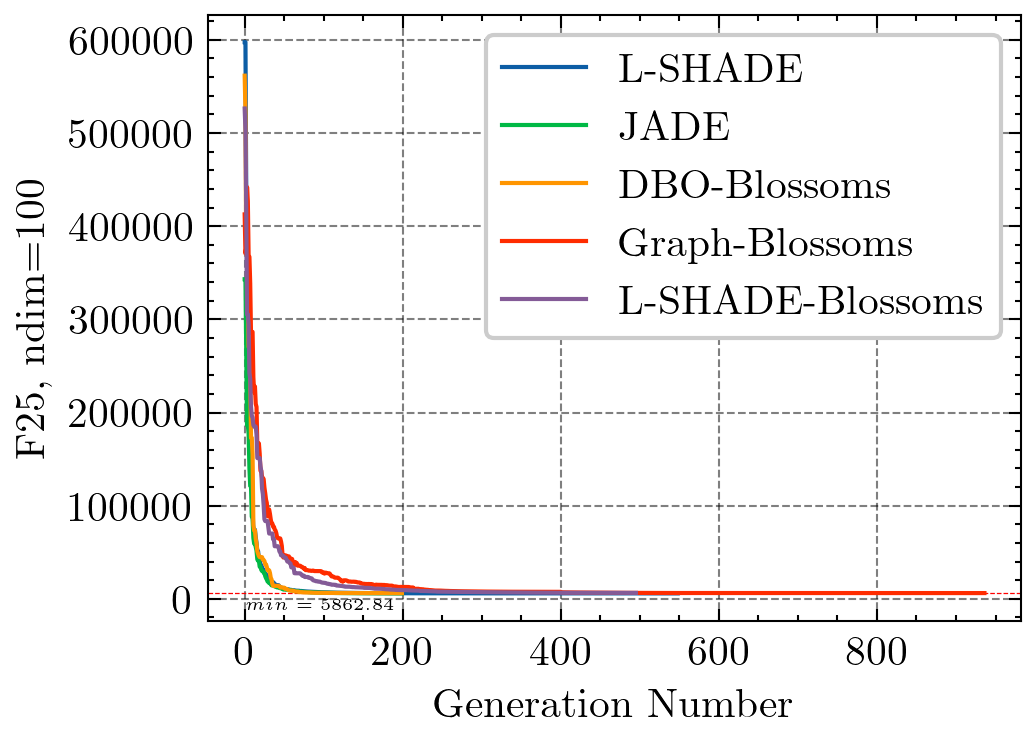 600000
500000
400000
300000
200000
100000
0
F25, ndim=100
L-SHADE
JADE
DBO-Blossoms
Graph-Blossoms
L-SHADE-Blossoms
min = 5862.84
0
200
400
600
800
Generation Number